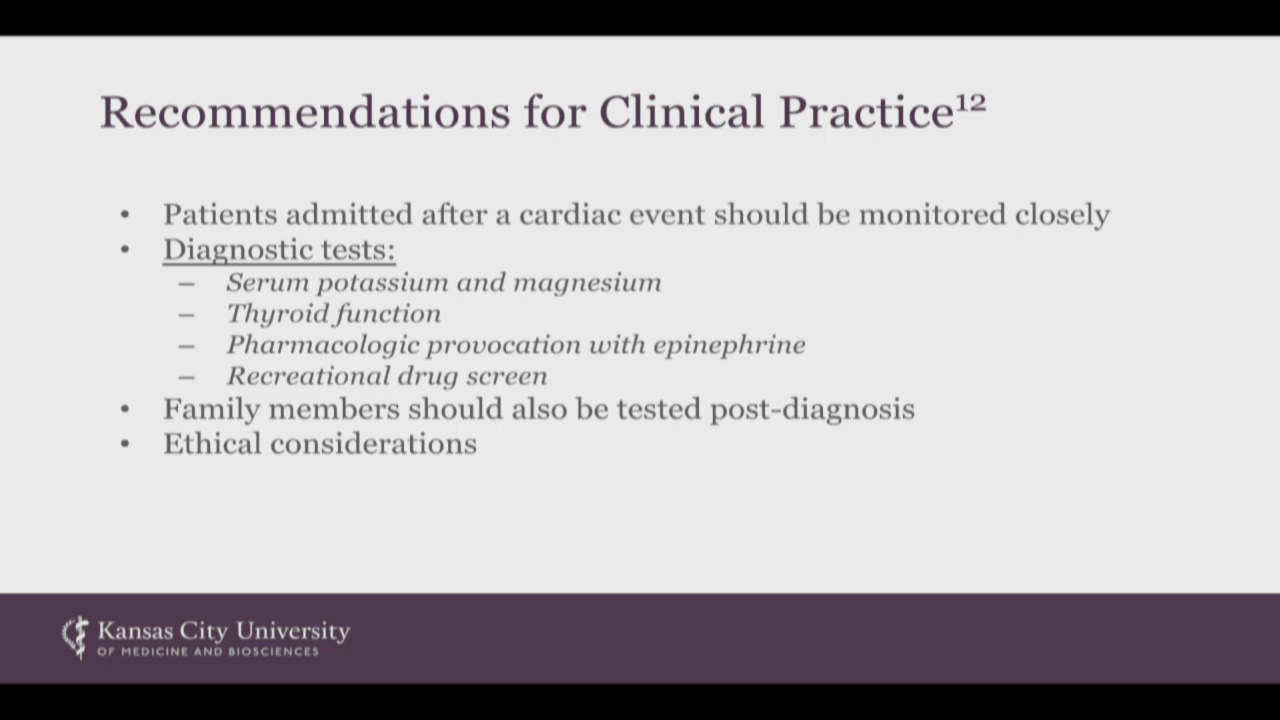 Recommendations for Clinical Practice¹²
• Patients admitted after a cardiac event should be monitored closely
• Diagnostic tests:
– Serum potassium and magnesium
– Thyroid function
– Pharmacologic provocation with epinephrine
– Recreational drug screen
• Family members should also be tested post-diagnosis
• Ethical considerations
Kansas City University
OF MEDICINE AND BIOSCIENCES